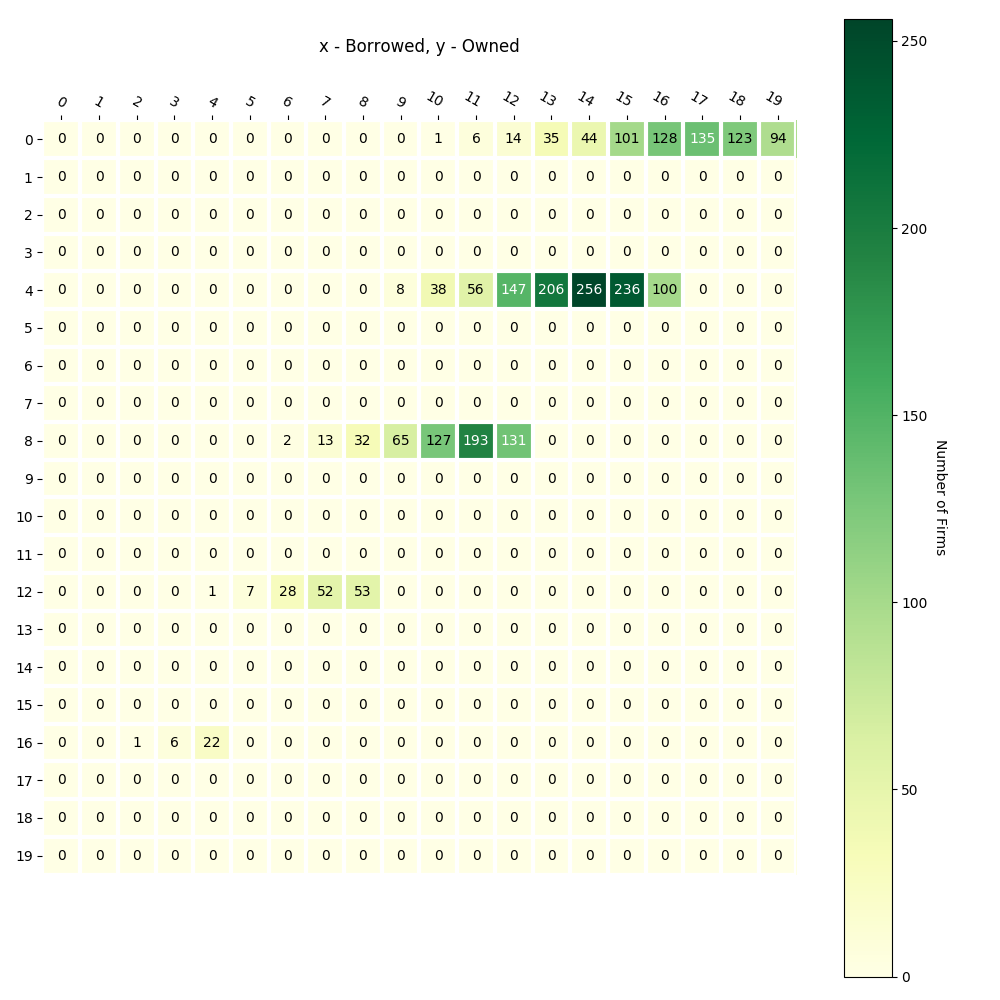 x - Borrowed, y - Owned
0 1 2 3 4 5 6 7 8 9 10 11 12 13 14 15 16 17 18 19
0 0 0 0 0 0 0 0 0 0 0 1 6 14 35 44 101 128 135 123 94
1 0 0 0 0 0 0 0 0 0 0 0 0 0 0 0 0 0 0 0 0
2 0 0 0 0 0 0 0 0 0 0 0 0 0 0 0 0 0 0 0 0
3 0 0 0 0 0 0 0 0 0 0 0 0 0 0 0 0 0 0 0 0
4 0 0 0 0 0 0 0 0 0 8 38 56 147 206 256 236 100 0 0 0
5 0 0 0 0 0 0 0 0 0 0 0 0 0 0 0 0 0 0 0 0
6 0 0 0 0 0 0 0 0 0 0 0 0 0 0 0 0 0 0 0 0
7 0 0 0 0 0 0 0 0 0 0 0 0 0 0 0 0 0 0 0 0
8 0 0 0 0 0 0 2 13 32 65 127 193 131 0 0 0 0 0 0 0
9 0 0 0 0 0 0 0 0 0 0 0 0 0 0 0 0 0 0 0 0
10 0 0 0 0 0 0 0 0 0 0 0 0 0 0 0 0 0 0 0 0
11 0 0 0 0 0 0 0 0 0 0 0 0 0 0 0 0 0 0 0 0
12 0 0 0 0 1 7 28 52 53 0 0 0 0 0 0 0 0 0 0 0
13 0 0 0 0 0 0 0 0 0 0 0 0 0 0 0 0 0 0 0 0
14 0 0 0 0 0 0 0 0 0 0 0 0 0 0 0 0 0 0 0 0
15 0 0 0 0 0 0 0 0 0 0 0 0 0 0 0 0 0 0 0 0
16 0 0 1 6 22 0 0 0 0 0 0 0 0 0 0 0 0 0 0 0
17 0 0 0 0 0 0 0 0 0 0 0 0 0 0 0 0 0 0 0 0
18 0 0 0 0 0 0 0 0 0 0 0 0 0 0 0 0 0 0 0 0
19 0 0 0 0 0 0 0 0 0 0 0 0 0 0 0 0 0 0 0 0
250
200
150
100
50
0
Number of Firms